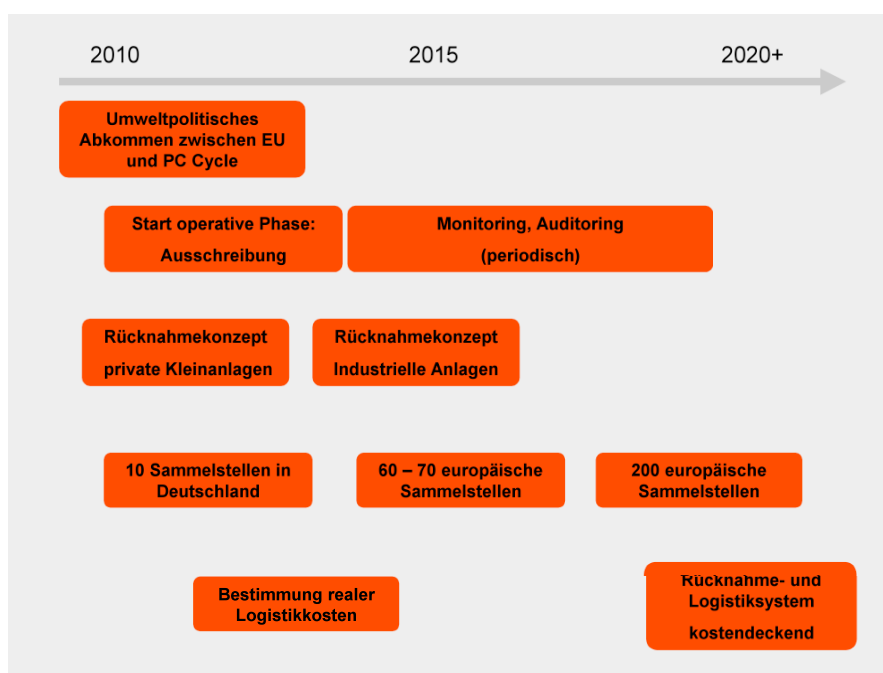 2010
2015
2020+
Umweltpolitisches
Abkommen zwischen EU
und PC Cycle
Start operative Phase:
Ausschreibung
Monitoring, Auditoring
(periodisch)
Rücknahmekonzept
private Kleinanlagen
Rücknahmekonzept
Industrielle Anlagen
10 Sammelstellen in
Deutschland
60 – 70 europäische
Sammelstellen
200 europäische
Sammelstellen
Bestimmung realer
Logistikkosten
Rücknahme- und
Logistiksystem
kostendeckend